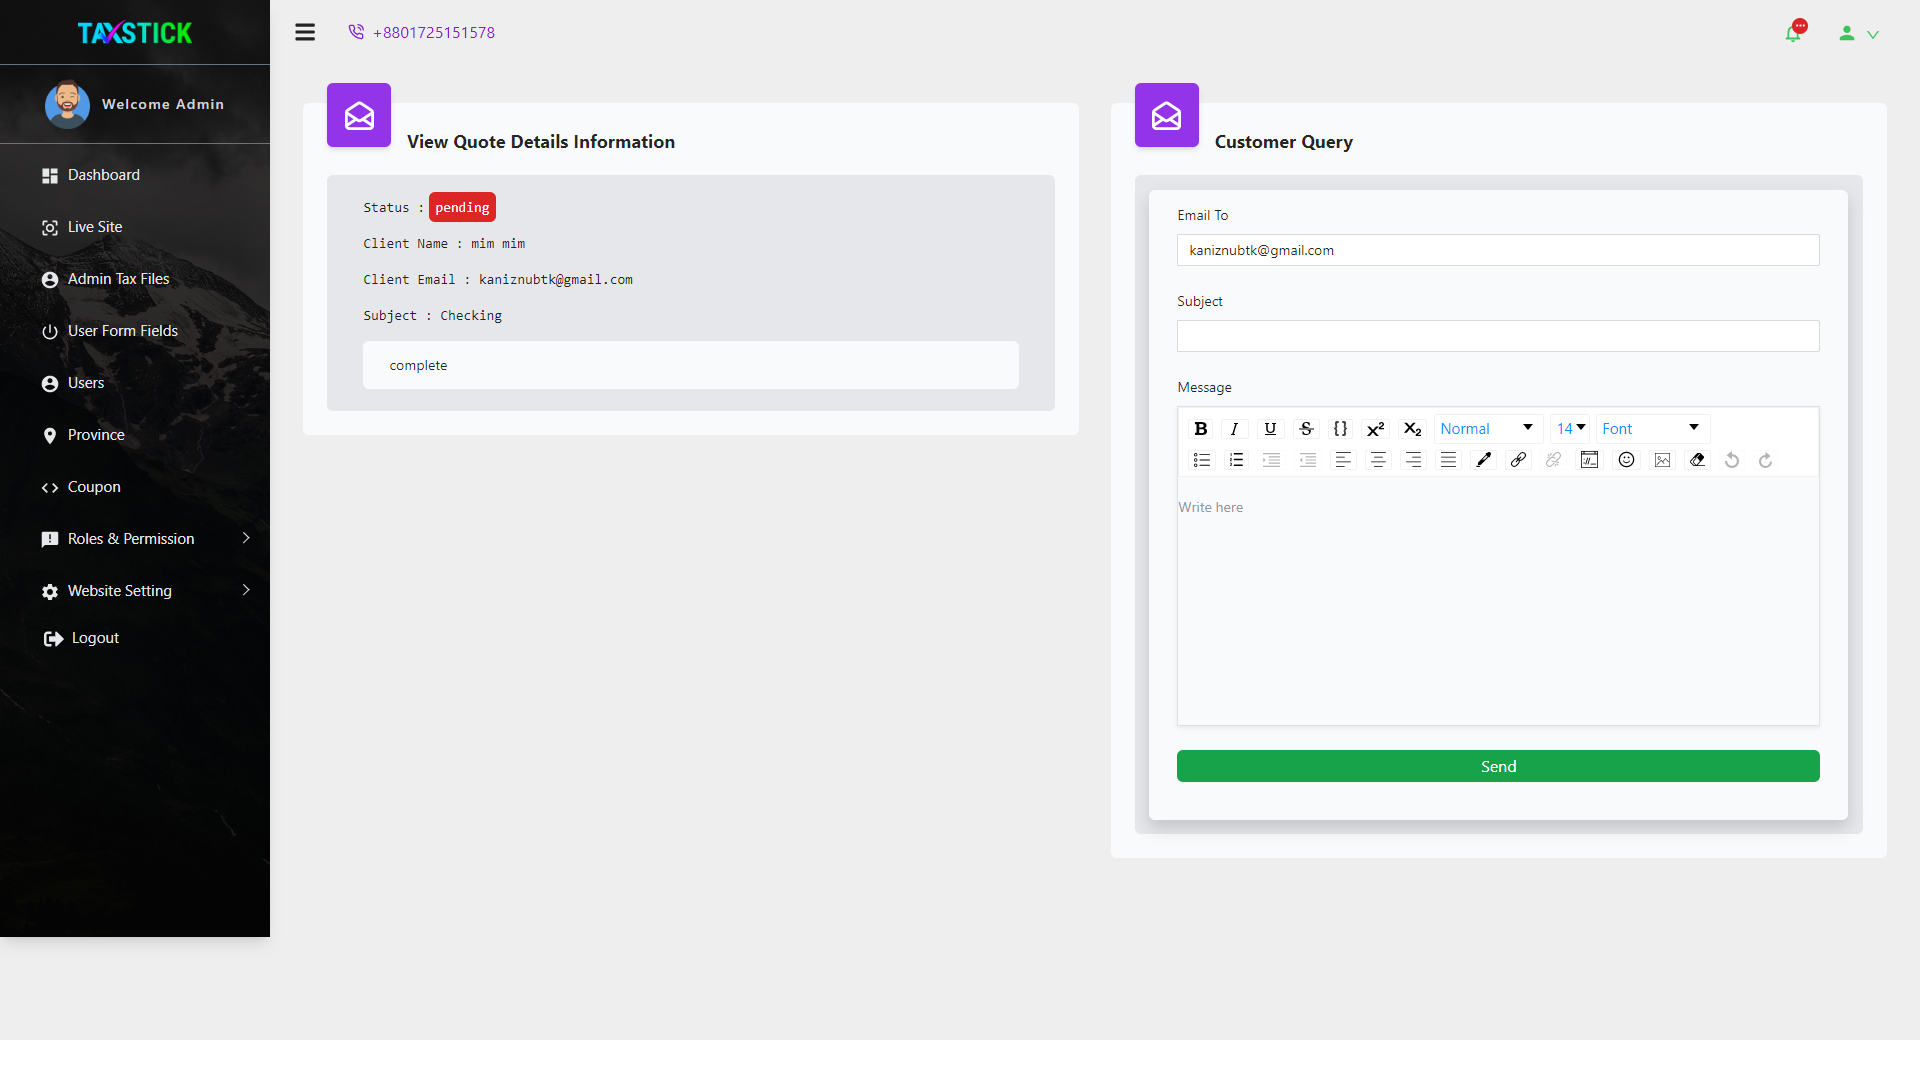 TAXSTICK
+8801725151578
Welcome Admin
Dashboard
Live Site
Admin Tax Files
User Form Fields
Users
Province
Coupon
Roles & Permission
Website Setting
Logout
View Quote Details Information
Status : pending
Client Name : mim mim
Client Email : kaniznubtk@gmail.com
Subject : Checking
complete
Customer Query
Email To
kaniznubtk@gmail.com
Subject
Message
Normal 14 Font
Write here
Send